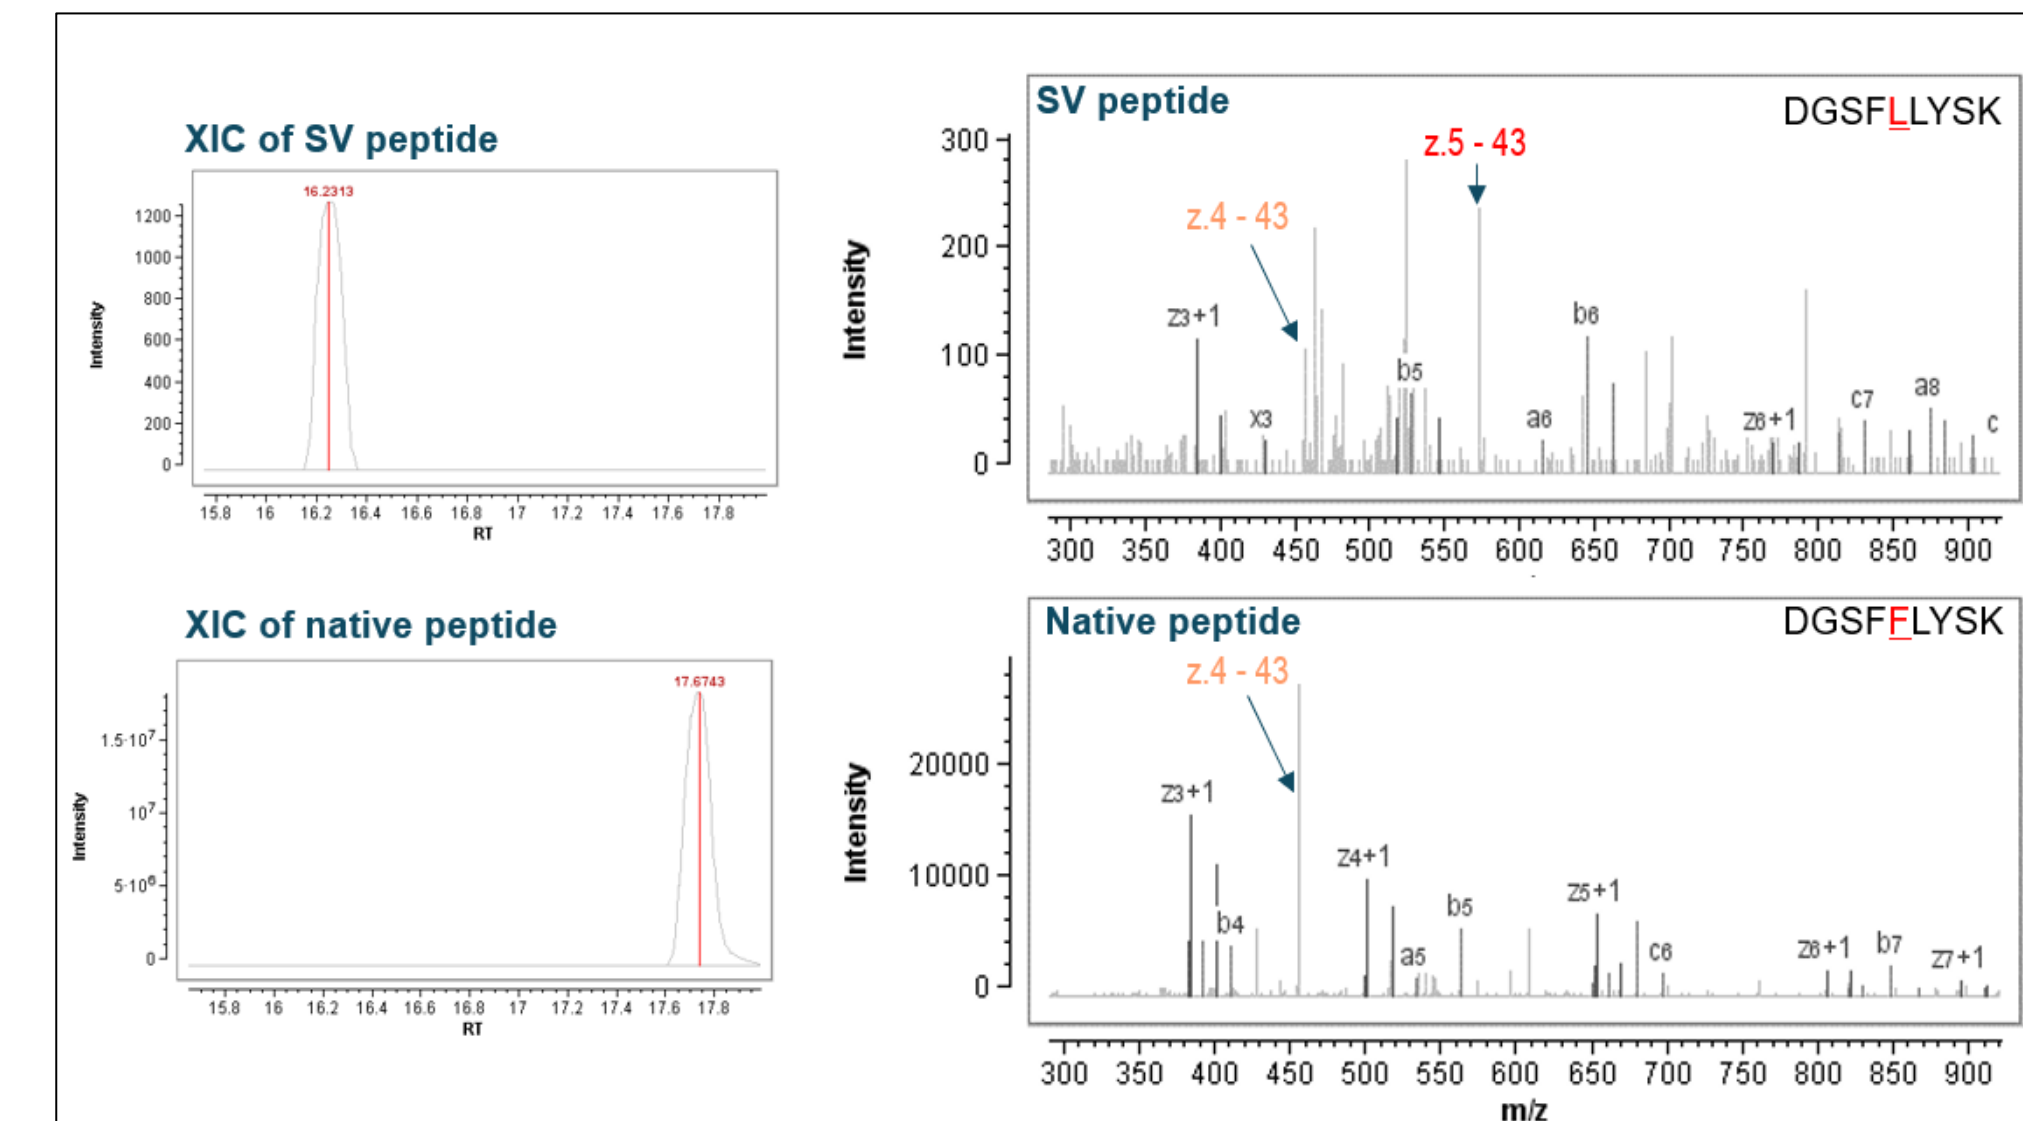 XIC of SV peptide
16.2313
Intensity
1200
1000
800
600
400
200
0
15.8 16 16.2 16.4 16.6 16.8 17 17.2 17.4 17.6 17.8
RT
SV peptide
DGSFLLYSK
z.5 - 43
z.4 - 43
Intensity
300
200
100
0
z3+1
x3
b5
a6
b6
z6+1
c7
a8
c
300 350 400 450 500 550 600 650 700 750 800 850 900
XIC of native peptide
17.6743
Intensity
1.5·10⁷
10⁷
5·10⁶
0
15.8 16 16.2 16.4 16.6 16.8 17 17.2 17.4 17.6 17.8
RT
Native peptide
DGSFFLYSK
z.4 - 43
Intensity
20000
10000
0
z3+1
b4
z4+1
a5
b5
z5+1
c6
z6+1
b7
z7+1
300 350 400 450 500 550 600 650 700 750 800 850 900
m/z